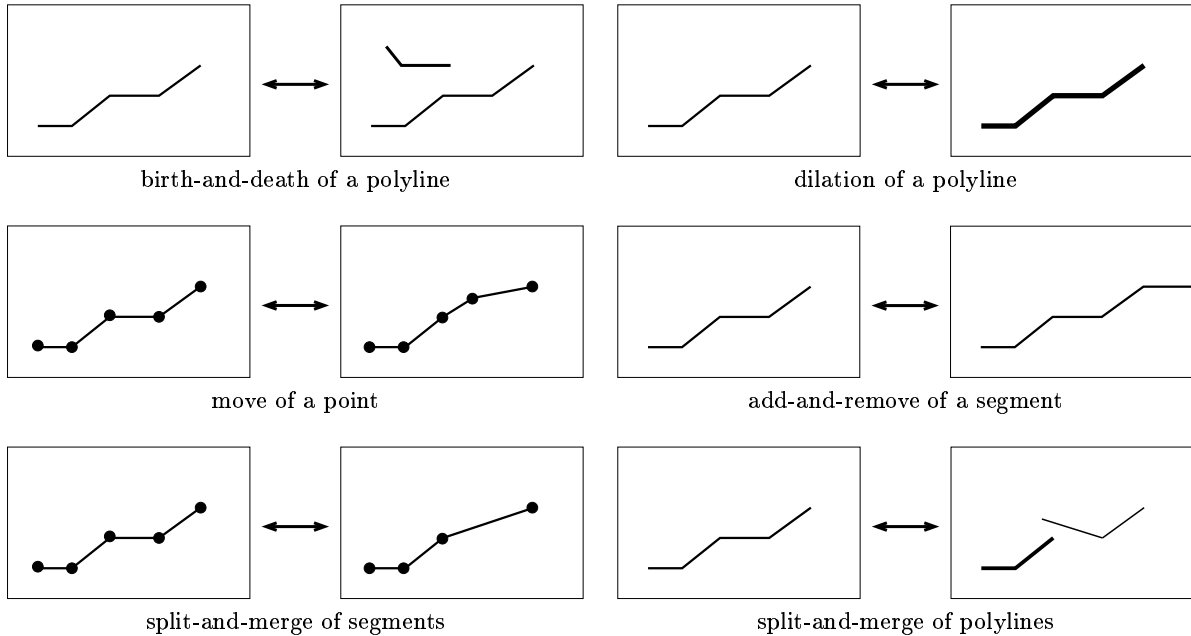 birth-and-death of a polyline
dilation of a polyline
move of a point
add-and-remove of a segment
split-and-merge of segments
split-and-merge of polylines